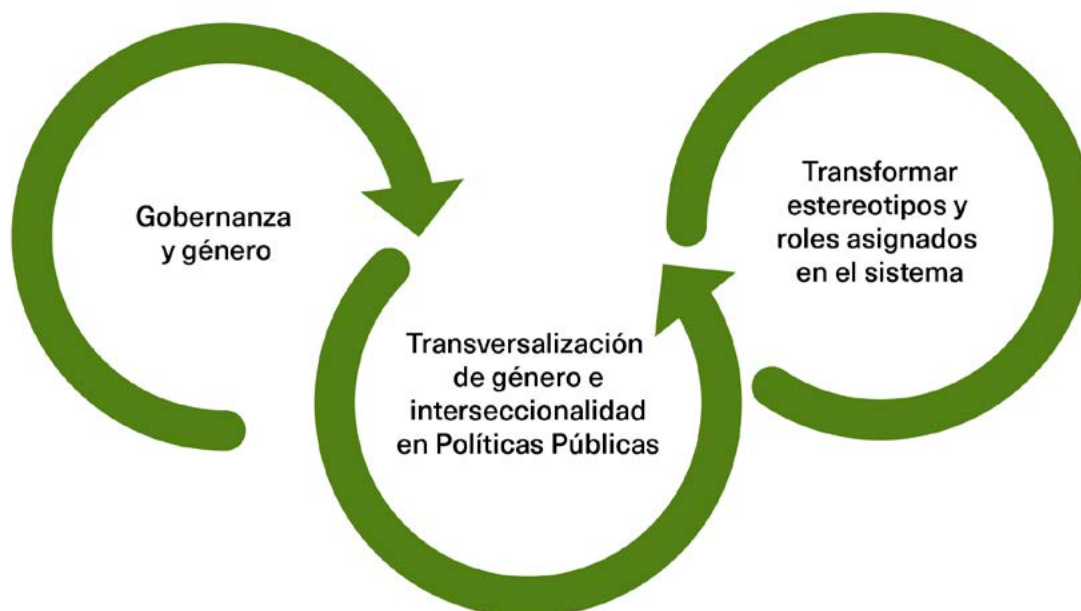 Gobernanza
y género
Transversalización
de género e
interseccionalidad
en Políticas Públicas
Transformar
estereotipos y
roles asignados
en el sistema